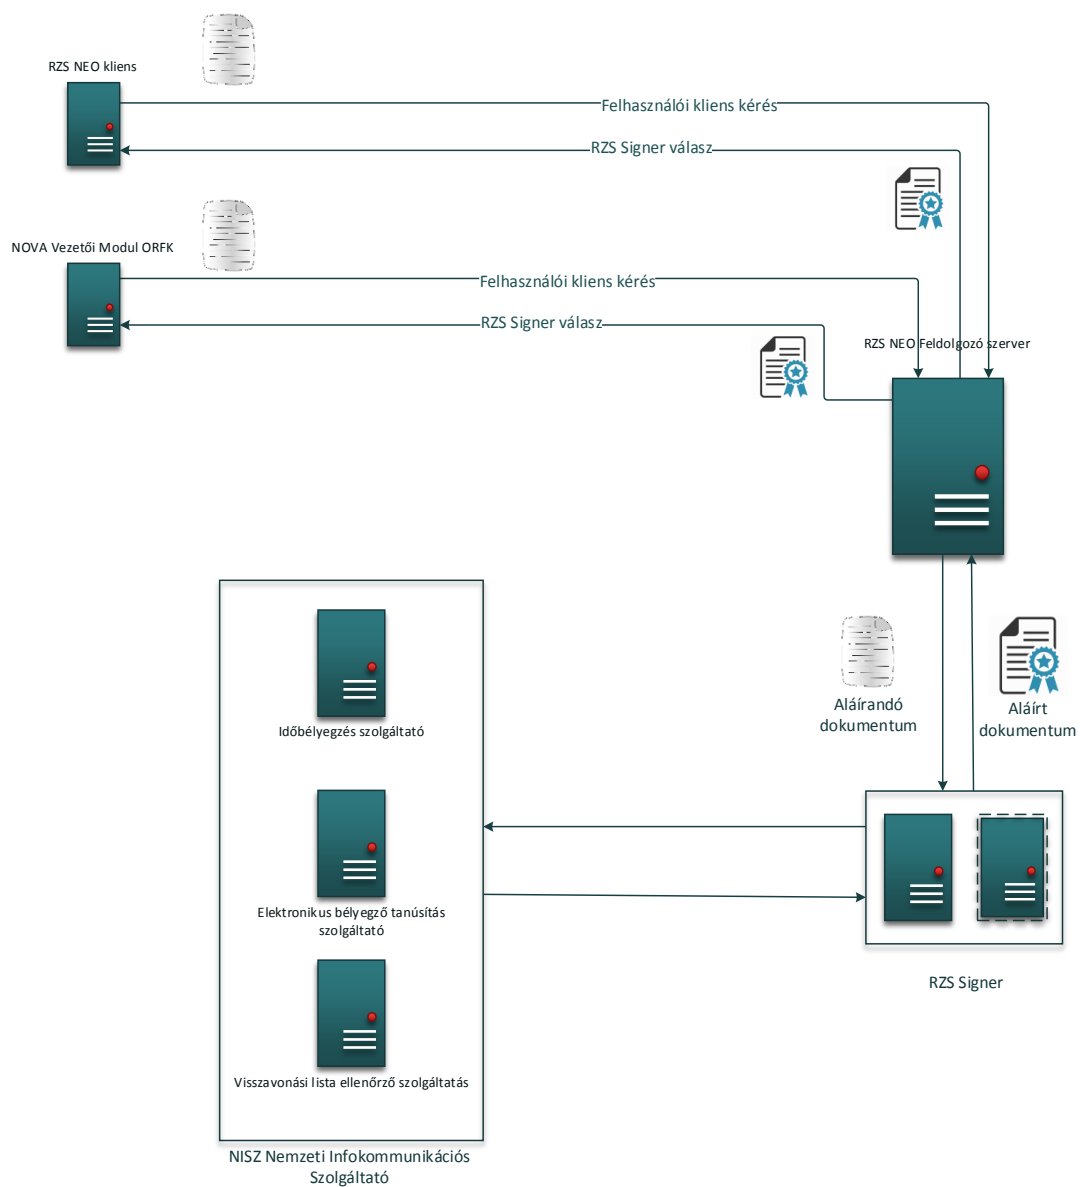 RZS NEO kliens
Felhasználói kliens kérés
RZS Signer válasz
NOVA Vezetői Modul ORFK
Felhasználói kliens kérés
RZS Signer válasz
RZS NEO Feldolgozó szerver
Aláírandó
dokumentum
Aláírt
dokumentum
Időbélyegzés szolgáltató
Elektronikus bélyegző tanúsítás
szolgáltató
RZS Signer
Visszavonási lista ellenőrző szolgáltatás
NISZ Nemzeti Infokommunikációs
Szolgáltató